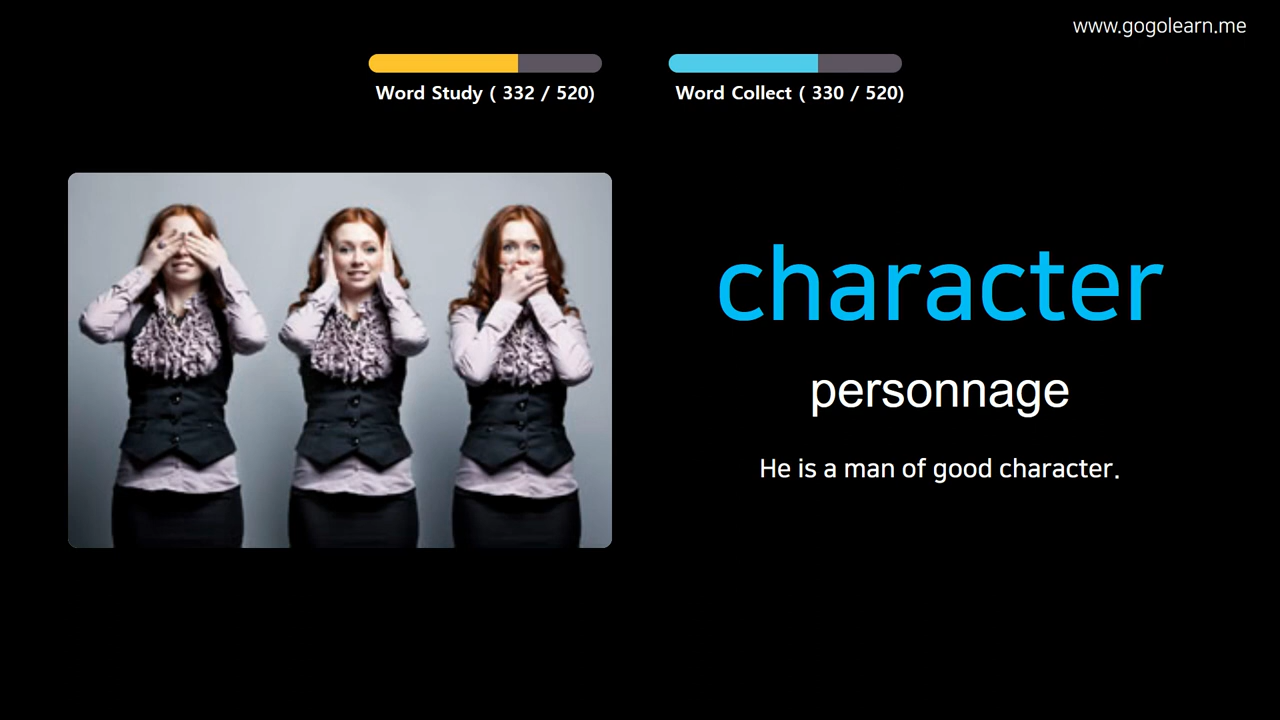 www.gogolearn.me
Word Study ( 332 / 520)
Word Collect ( 330 / 520)
character
personnage
He is a man of good character.